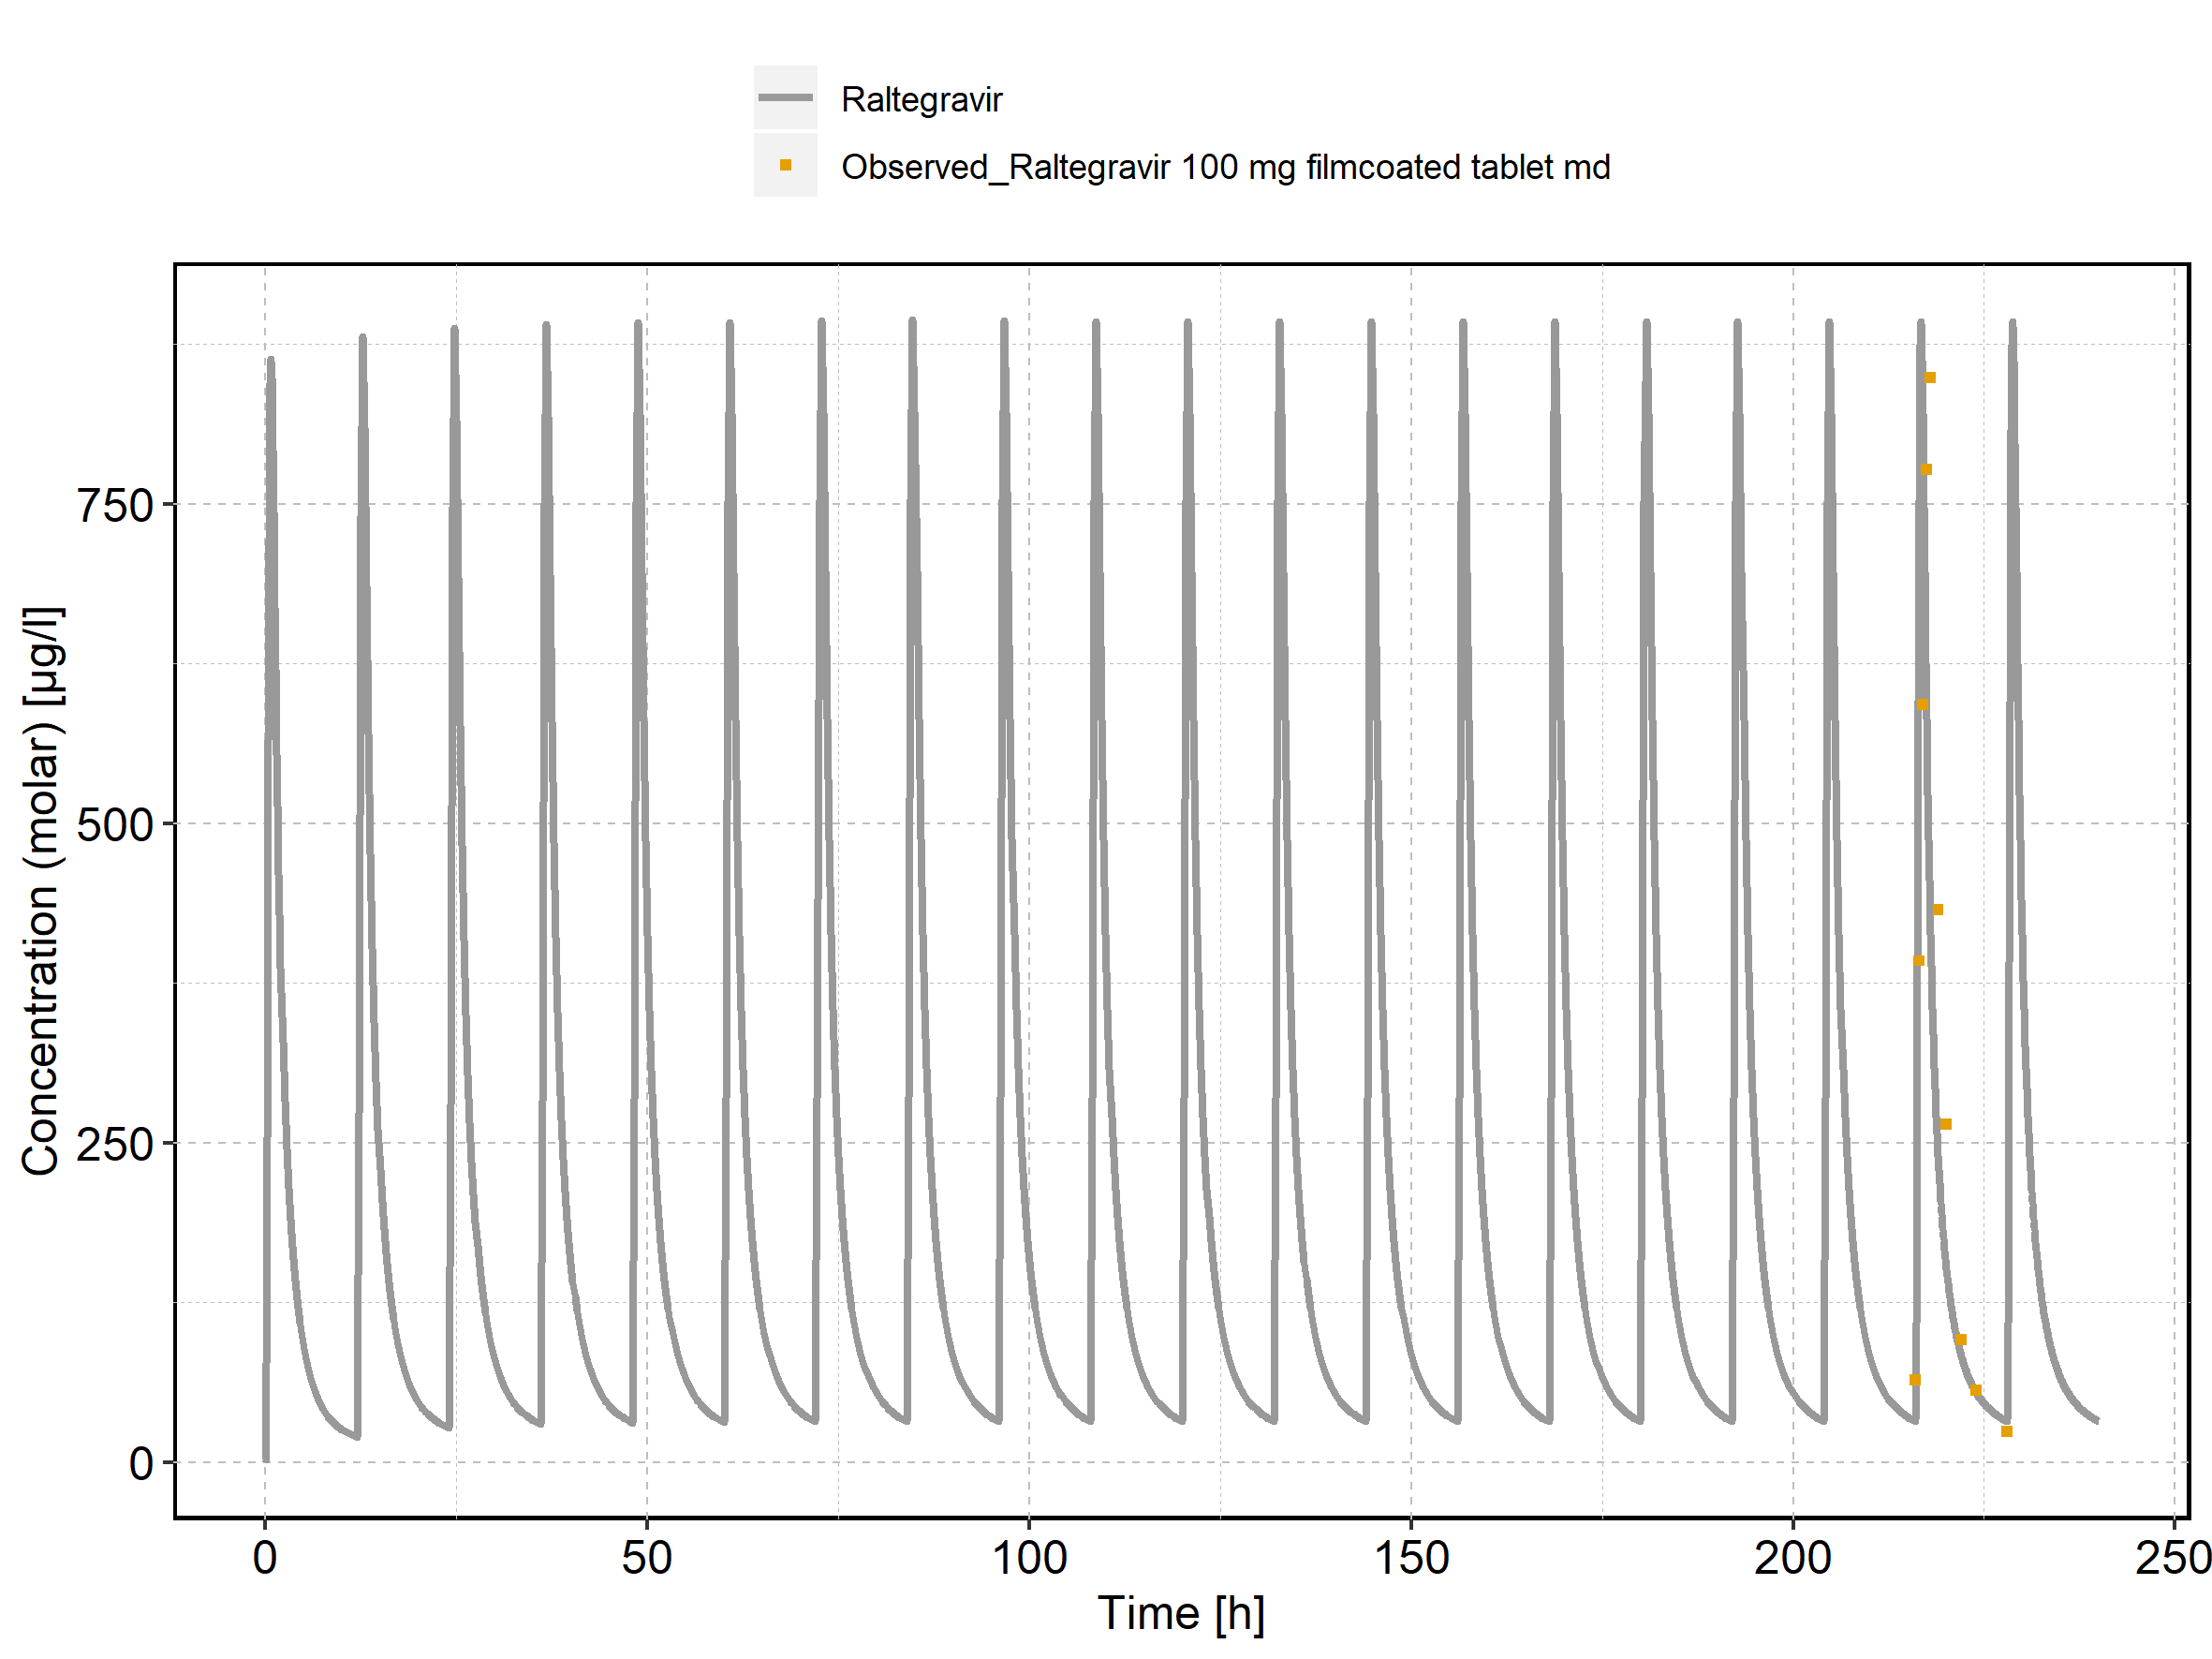 Raltegravir
Observed_Raltegravir 100 mg filmcoated tablet md
Concentration (molar) [µg/l]
750
500
250
0
0 50 100 150 200 250
Time [h]